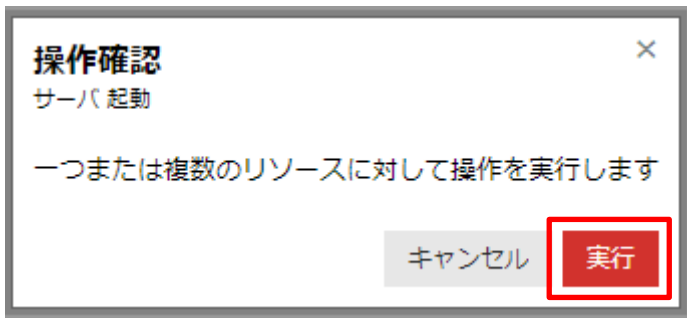 操作確認
サーバ 起動
一つまたは複数のリソースに対して操作を実行します
キャンセル
実行